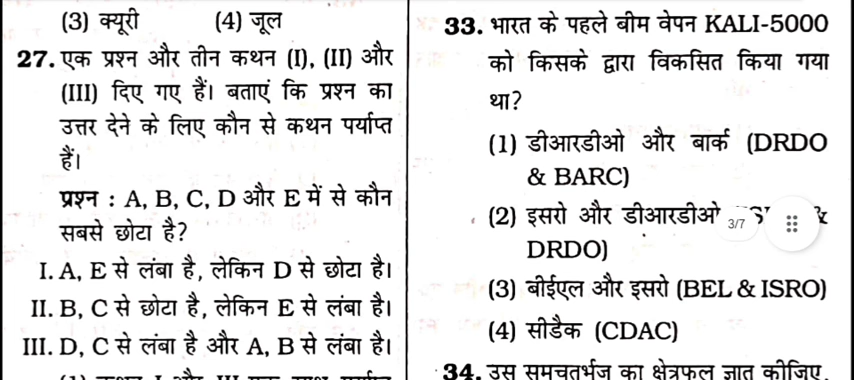 (3) क्यूरी (4) जूल
27. एक प्रश्न और तीन कथन (I), (II) और
(III) दिए गए हैं। बताएं कि प्रश्न का
उत्तर देने के लिए कौन से कथन पर्याप्त
हैं।
प्रश्न : A, B, C, D और E में से कौन
सबसे छोटा है?
I. A, E से लंबा है, लेकिन D से छोटा है।
II. B, C से छोटा है, लेकिन E से लंबा है।
III. D, C से लंबा है और A, B से लंबा है।
33. भारत के पहले बीम वेपन KALI-5000
को किसके द्वारा विकसित किया गया
था?
(1) डीआरडीओ और बार्क (DRDO
& BARC)
(2) इसरो और डीआरडीओ &
3/7
DRDO)
(3) बीईएल और इसरो (BEL & ISRO)
(4) सीडैक (CDAC)
34. उस समचतुर्भुज का क्षेत्रफल ज्ञात कीजिए